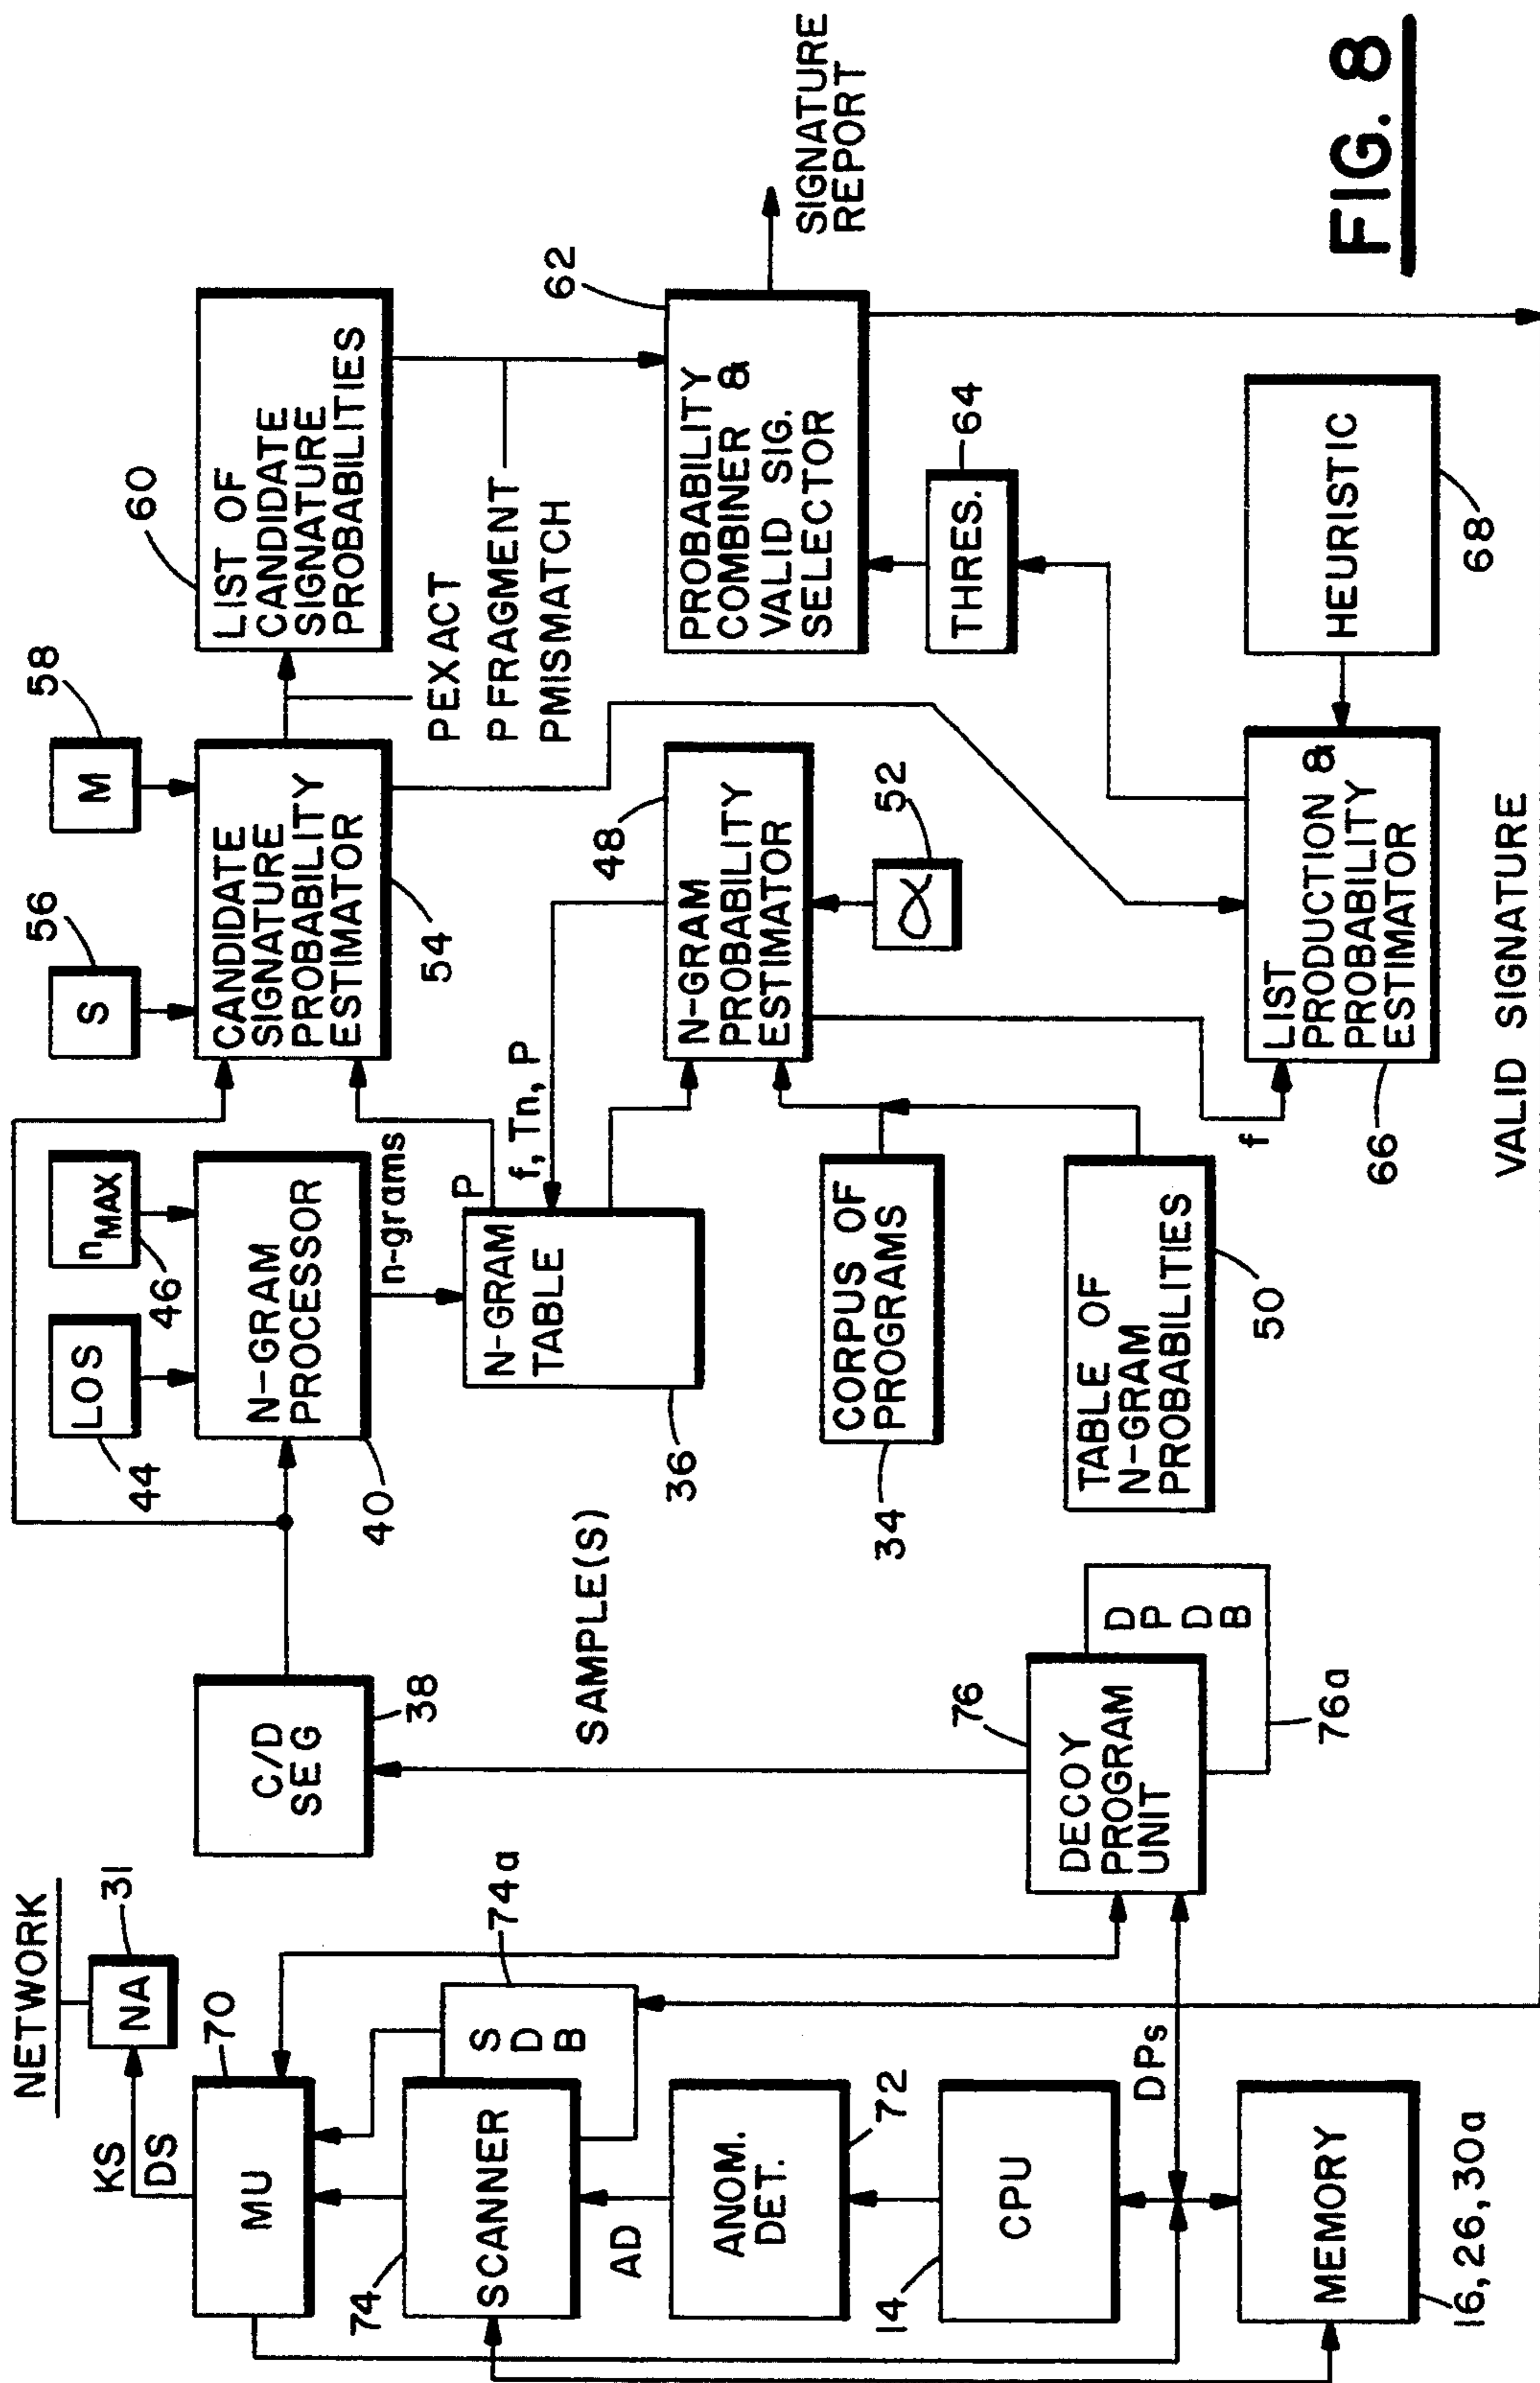 NETWORK
KS
DS
NA
31
MU
70
74
SCANNER
S
D
B
74a
AD
ANOM.
DET.
72
14
CPU
DPs
MEMORY
16, 26, 30a
C/D
SEG
38
SAMPLE(S)
76
DECOY
PROGRAM
UNIT
D
P
D
B
76a
LOS
44
nMAX
46
N-GRAM
PROCESSOR
40
n-grams
P
f, Tn, P
N-GRAM
TABLE
36
CORPUS OF
PROGRAMS
34
TABLE OF
N-GRAM
PROBABILITIES
50
S
56
M
58
CANDIDATE
SIGNATURE
PROBABILITY
ESTIMATOR
54
PEXACT
PFRAGMENT
PMISMATCH
48
N-GRAM
PROBABILITY
ESTIMATOR
α
52
f
LIST
PRODUCTION &
PROBABILITY
ESTIMATOR
66
60
LIST OF
CANDIDATE
SIGNATURE
PROBABILITIES
62
PROBABILITY
COMBINER &
VALID SIG.
SELECTOR
THRES.
64
HEURISTIC
68
SIGNATURE
REPORT
VALID SIGNATURE
FIG. 8